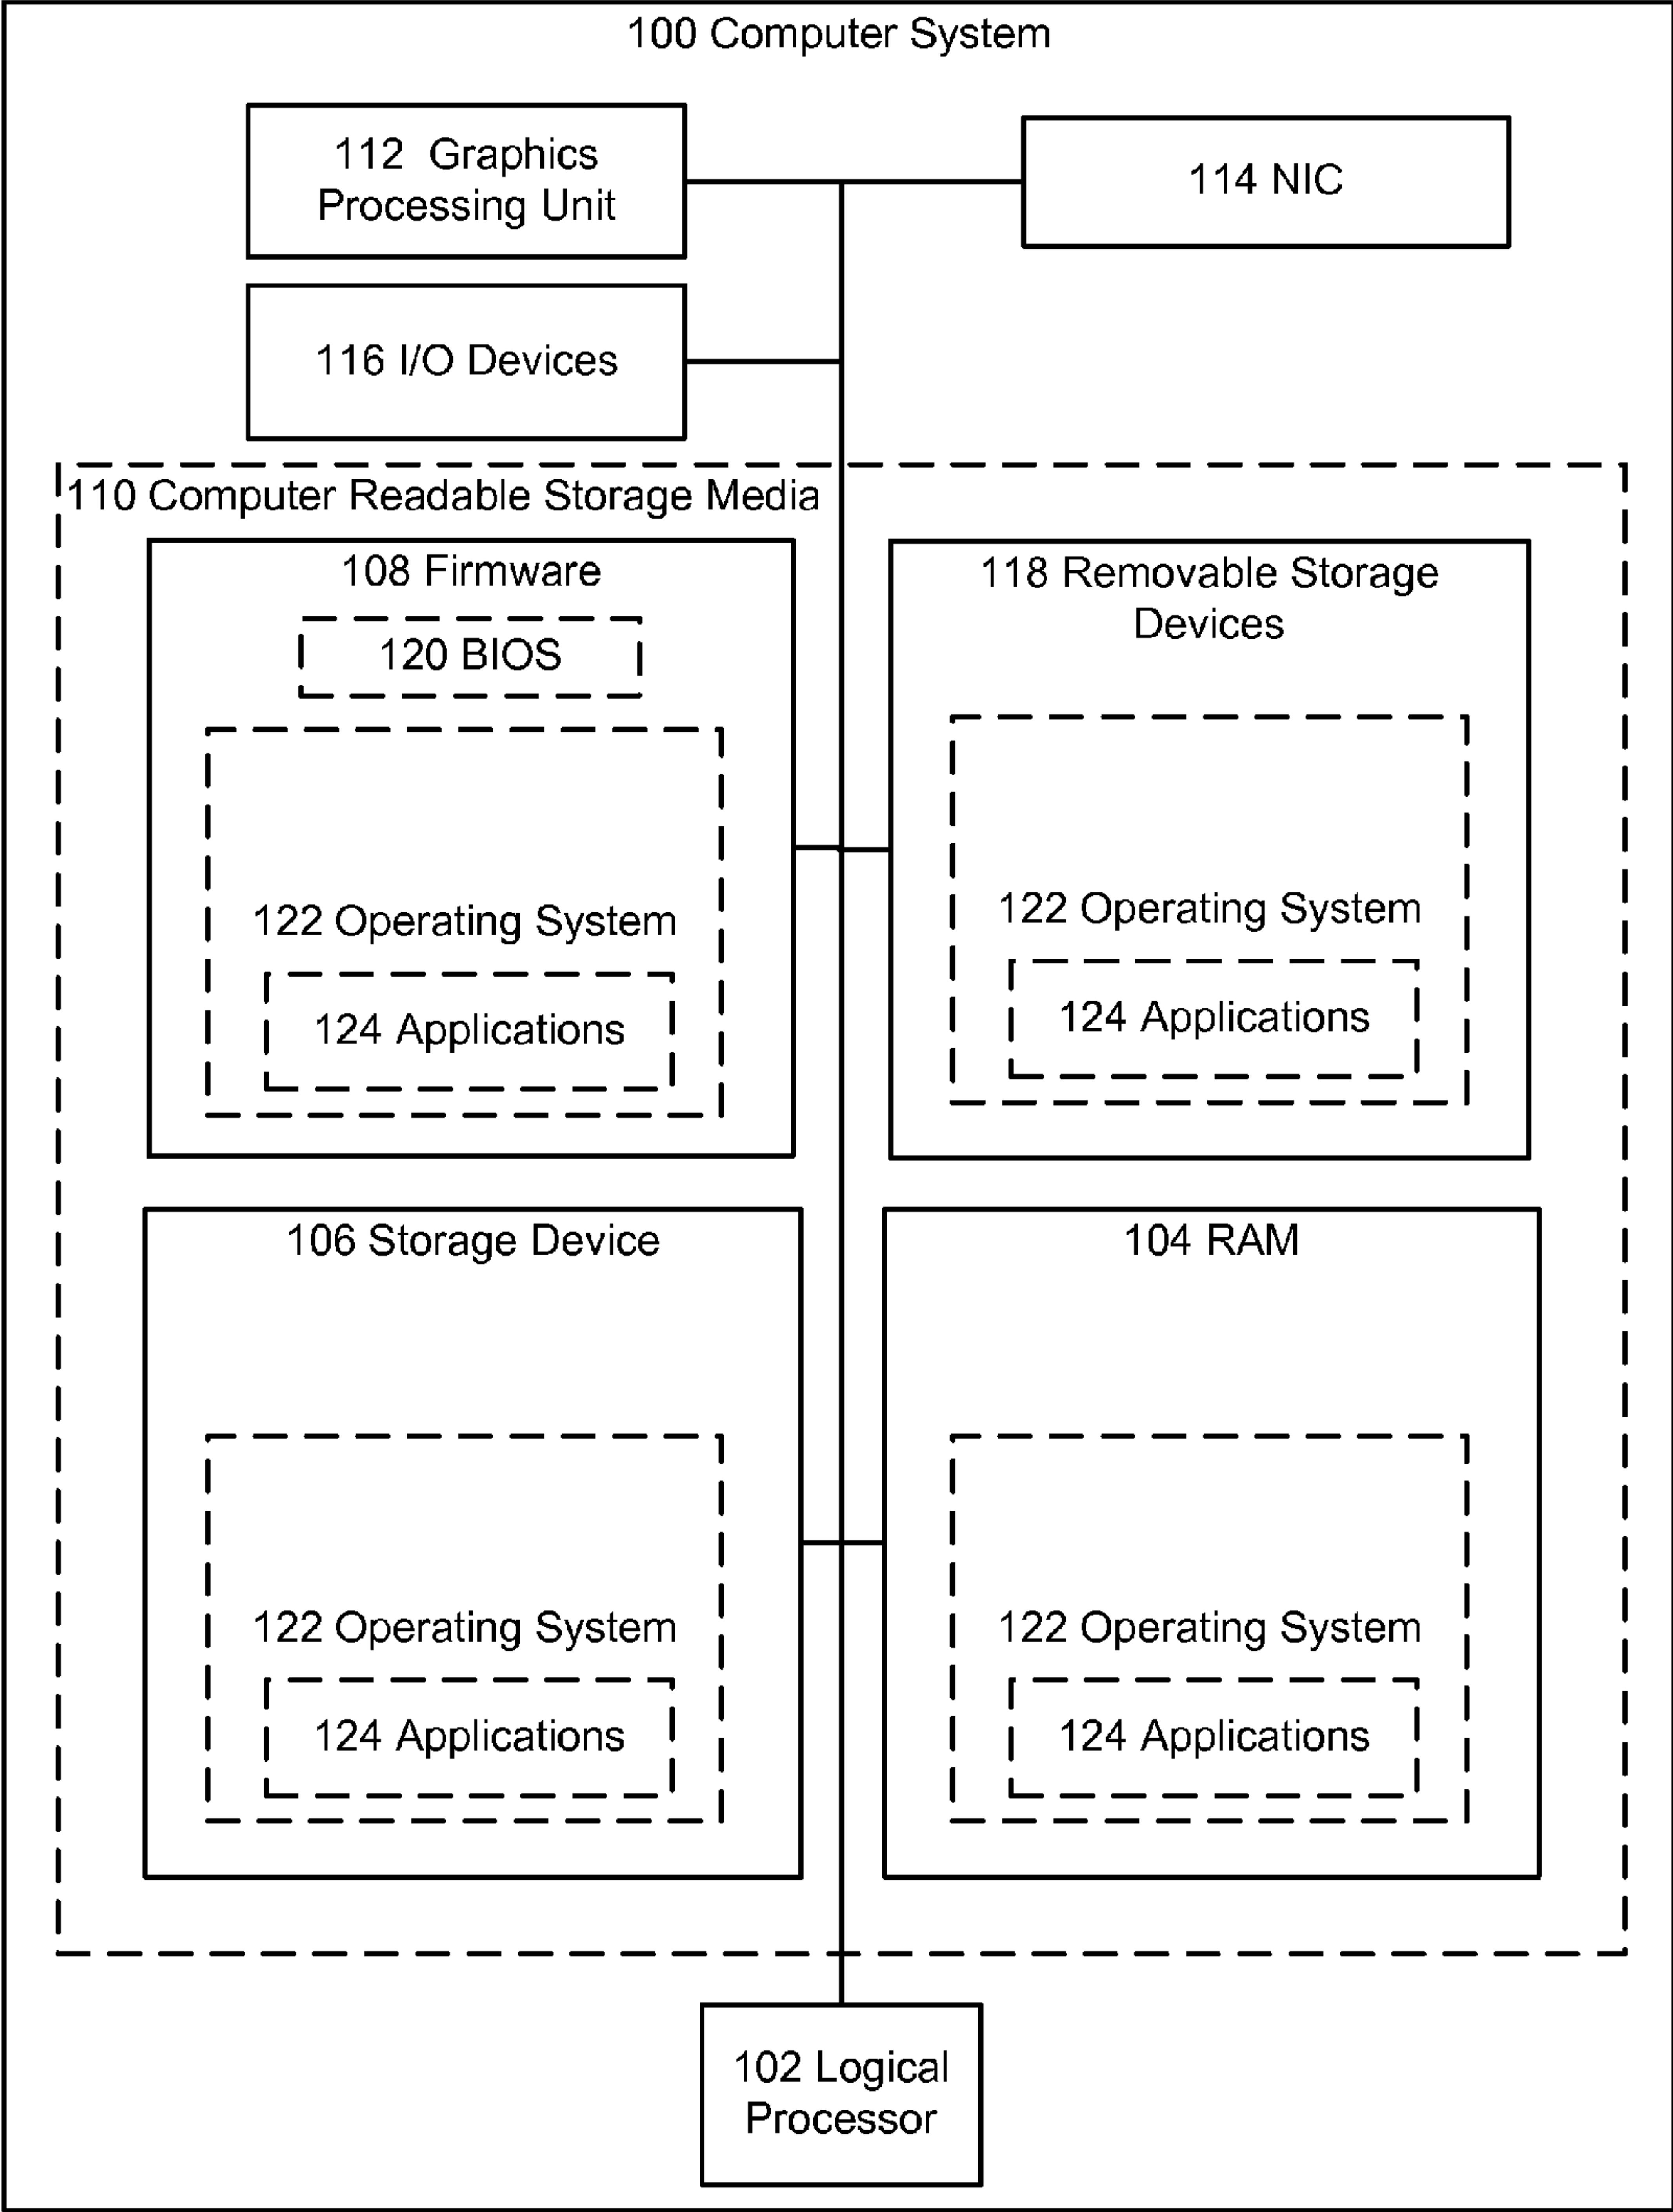 100 Computer System
112 Graphics
Processing Unit
114 NIC
116 I/O Devices
110 Computer Readable Storage Media
108 Firmware
120 BIOS
122 Operating System
124 Applications
118 Removable Storage
Devices
122 Operating System
124 Applications
106 Storage Device
122 Operating System
124 Applications
104 RAM
122 Operating System
124 Applications
102 Logical
Processor